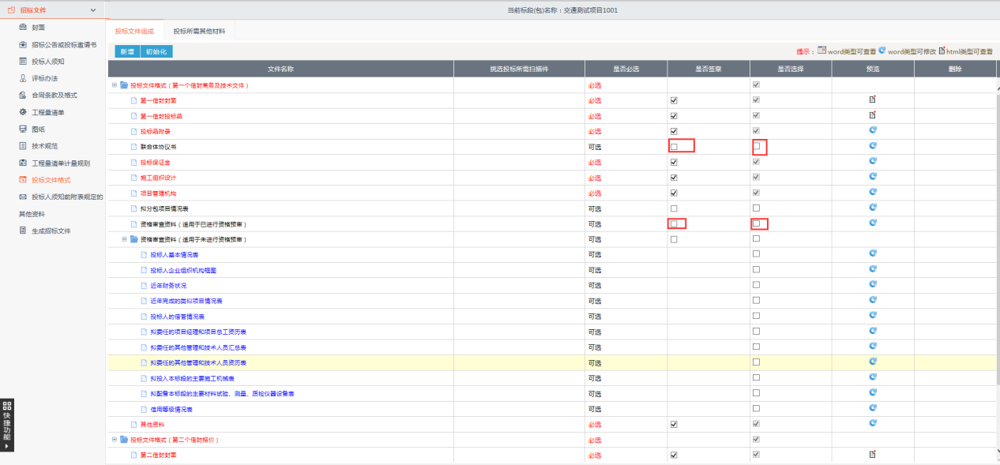 招标文件
当前标段(包)名称：交通测试项目1001
封面
招标公告或投标邀请书
投标人须知
评标办法
合同条款及格式
工程量清单
图纸
技术规范
工程量清单计量规则
投标文件格式
投标人须知前附表规定的
其他资料
生成招标文件
快捷功能
投标文件组成 投标所需其他材料
新增 初始化
提示： word类型可查看 word类型可修改 html类型可查看
文件名称 挑选投标所需扫描件 是否必选 是否签章 是否选择 预览 删除
投标文件格式（第一个信封商务及技术文件） 必选
第一信封封面 必选
第一信封投标函 必选
投标函附录 必选
联合体协议书 可选
投标保证金 必选
施工组织设计 必选
项目管理机构 必选
拟分包项目情况表 可选
资格审查资料（适用于已进行资格预审） 可选
资格审查资料（适用于未进行资格预审） 可选
投标人基本情况表 可选
投标人企业组织机构框图 可选
近年财务状况 可选
近年完成的类似项目情况表 可选
投标人的信誉情况表 可选
拟委任的项目经理和项目总工资历表 可选
拟委任的其他管理和技术人员汇总表 可选
拟委任的其他管理和技术人员资历表 可选
拟投入本标段的主要施工机械表 可选
拟配备本标段的主要材料试验、测量、质检仪器设备表 可选
信用等级情况表 可选
其他资料 必选
投标文件格式（第二个信封报价） 必选
第二信封封面 必选